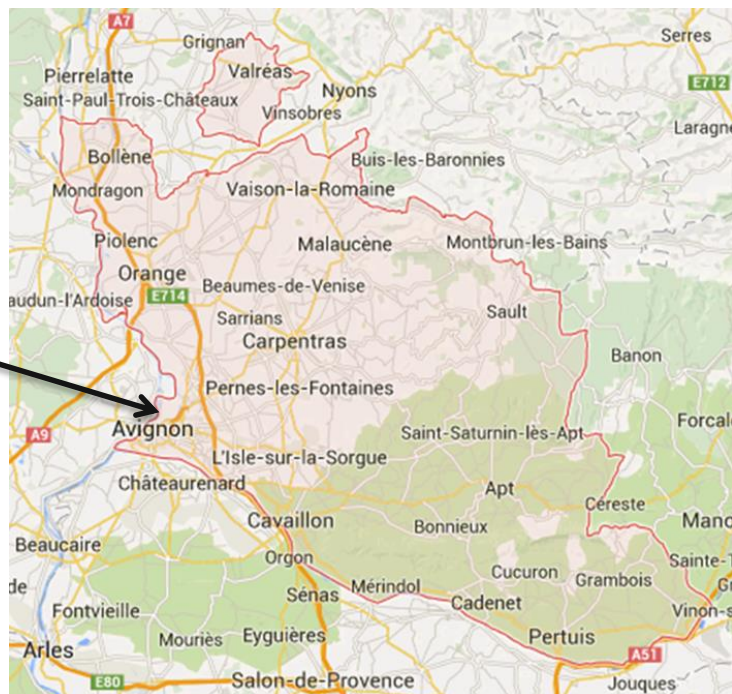 A7
Grignan
Serres
Valréas
Pierrelatte
Nyons
E712
Saint-Paul-Trois-Châteaux
Vinsobres
Laragne
Bollène
Buis-les-Baronnies
Mondragon
Vaison-la-Romaine
Piolenc
Malaucène
Montbrun-les-Bains
Orange
E714
Beaumes-de-Venise
audun-l'Ardoise
Sarrians
Sault
Carpentras
Banon
Pernes-les-Fontaines
Forcal
A9
Avignon
Saint-Saturnin-lès-Apt
L'Isle-sur-la-Sorgue
Châteaurenard
Apt
Céreste
Cavaillon
Bonnieux
Mano
Beaucaire
Orgon
Sainte-T
de
Sénas
Mérindol
Cucuron
Grambois
Fontvieille
Cadenet
Vinon-s
Mouriès
Eyguières
Pertuis
Arles
A51
E80
Salon-de-Provence
Jouques